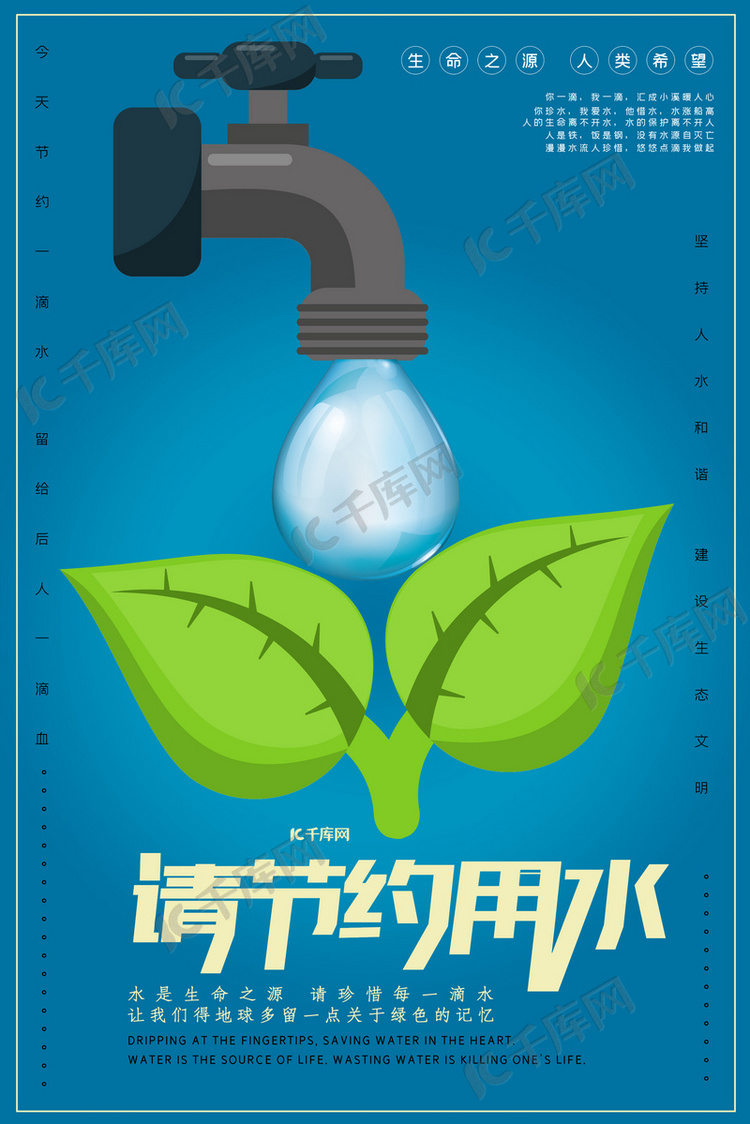 生命之源 人类希望
你一滴，我一滴，汇成小溪暖人心
你珍水，我爱水，他惜水，水涨船高
人的生命离不开水，水的保护离不开人
人是铁，饭是钢，没有水源自灭亡
漫漫水流人珍惜，悠悠点滴我做起
今天节约一滴水 留给后人一滴血
坚持人水和谐 建设生态文明
千库网
请节约用水
水是生命之源 请珍惜每一滴水
让我们得地球多留一点关于绿色的记忆
DRIPPING AT THE FINGERTIPS, SAVING WATER IN THE HEART.
WATER IS THE SOURCE OF LIFE. WASTING WATER IS KILLING ONE'S LIFE.